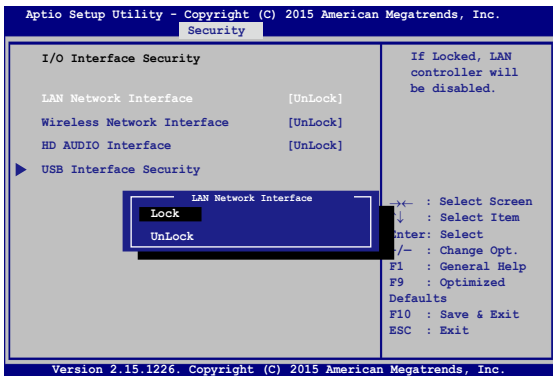 Aptio Setup Utility - Copyright (C) 2015 American Megatrends, Inc.
Security
I/O Interface Security
LAN Network Interface [UnLock]
Wireless Network Interface [UnLock]
HD AUDIO Interface [UnLock]
USB Interface Security
If Locked, LAN
controller will
be disabled.
LAN Network Interface
Lock
UnLock
→← : Select Screen
↑↓ : Select Item
Enter: Select
+/— : Change Opt.
F1 : General Help
F9 : Optimized
Defaults
F10 : Save & Exit
ESC : Exit
Version 2.15.1226. Copyright (C) 2015 American Megatrends, Inc.